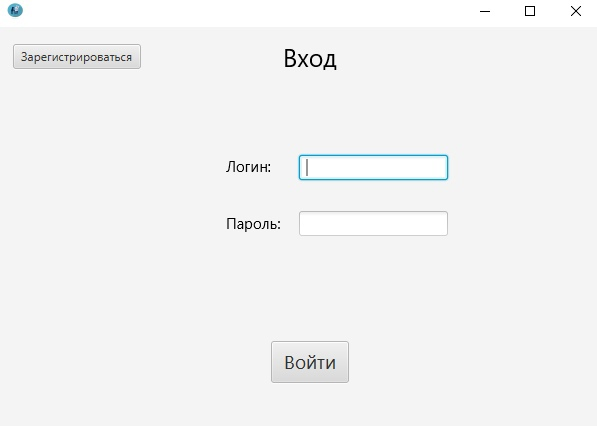 Зарегистрироваться
Вход
Логин:
Пароль:
Войти